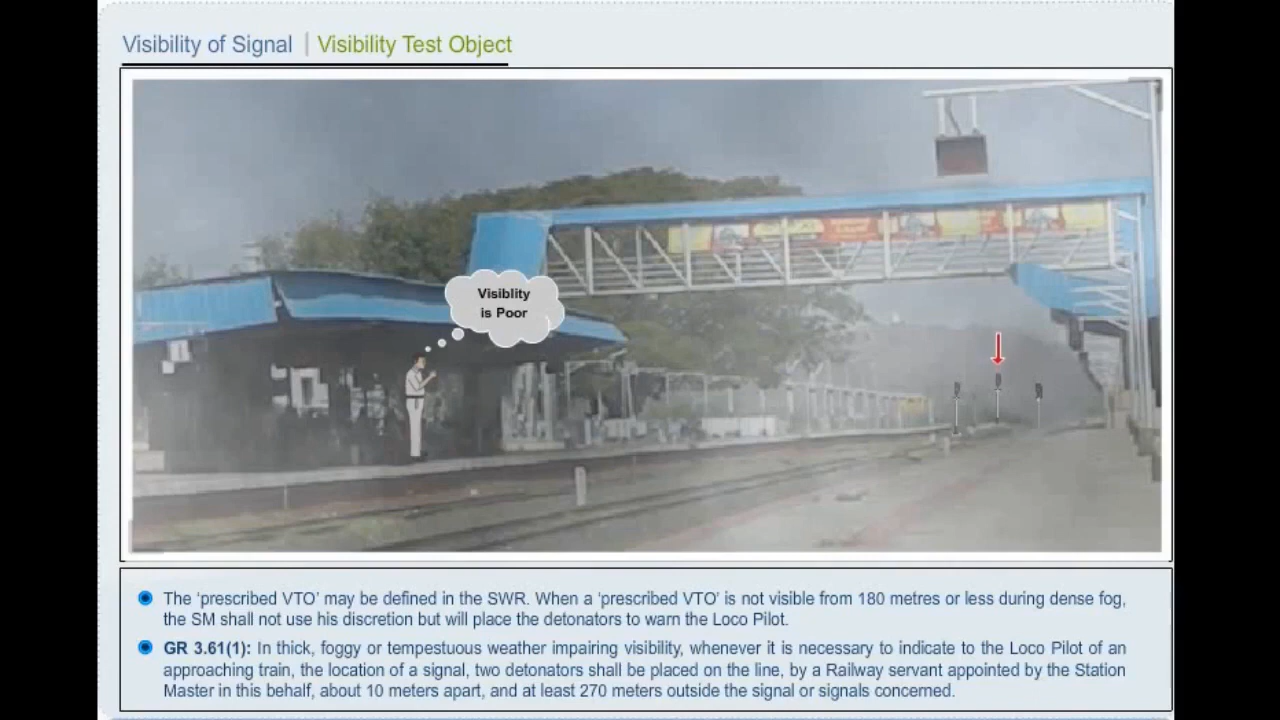 Visibility of Signal | Visibility Test Object
Visiblity
is Poor
The ‘prescribed VTO’ may be defined in the SWR. When a ‘prescribed VTO’ is not visible from 180 metres or less during dense fog,
the SM shall not use his discretion but will place the detonators to warn the Loco Pilot.
GR 3.61(1): In thick, foggy or tempestuous weather impairing visibility, whenever it is necessary to indicate to the Loco Pilot of an
approaching train, the location of a signal, two detonators shall be placed on the line, by a Railway servant appointed by the Station
Master in this behalf, about 10 meters apart, and at least 270 meters outside the signal or signals concerned.